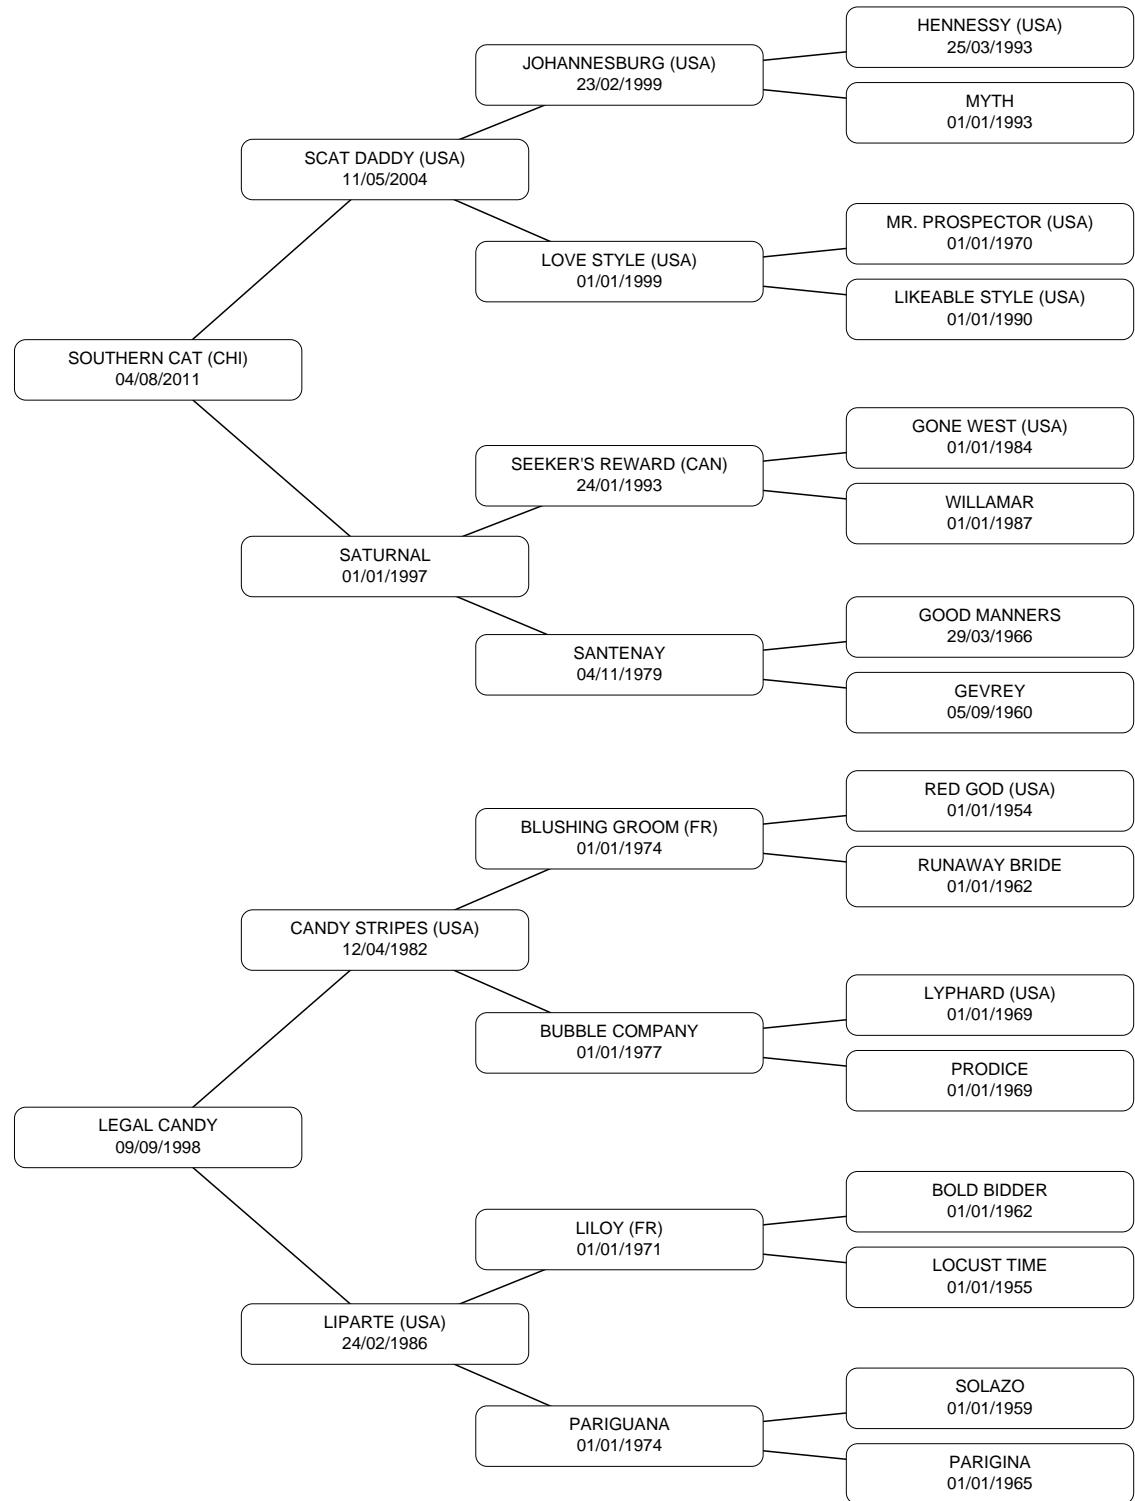 HENNESSY (USA)
25/03/1993
JOHANNESBURG (USA)
23/02/1999
MYTH
01/01/1993
SCAT DADDY (USA)
11/05/2004
MR. PROSPECTOR (USA)
01/01/1970
LOVE STYLE (USA)
01/01/1999
LIKEABLE STYLE (USA)
01/01/1990
SOUTHERN CAT (CHI)
04/08/2011
GONE WEST (USA)
01/01/1984
SEEKER'S REWARD (CAN)
24/01/1993
WILLAMAR
01/01/1987
SATURNAL
01/01/1997
GOOD MANNERS
29/03/1966
SANTENAY
04/11/1979
GEVREY
05/09/1960
RED GOD (USA)
01/01/1954
BLUSHING GROOM (FR)
01/01/1974
RUNAWAY BRIDE
01/01/1962
CANDY STRIPES (USA)
12/04/1982
LYPHARD (USA)
01/01/1969
BUBBLE COMPANY
01/01/1977
PRODICE
01/01/1969
LEGAL CANDY
09/09/1998
BOLD BIDDER
01/01/1962
LILOY (FR)
01/01/1971
LOCUST TIME
01/01/1955
LIPARTE (USA)
24/02/1986
SOLAZO
01/01/1959
PARIGUANA
01/01/1974
PARIGINA
01/01/1965